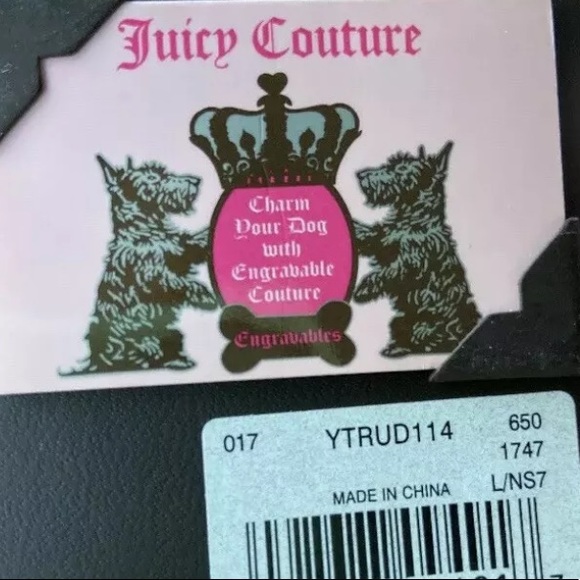 Juicy Couture
Charm
Your Dog
with
Engravable
Couture
Engravables
017 YTRUD114 650
1747
MADE IN CHINA L/NS7